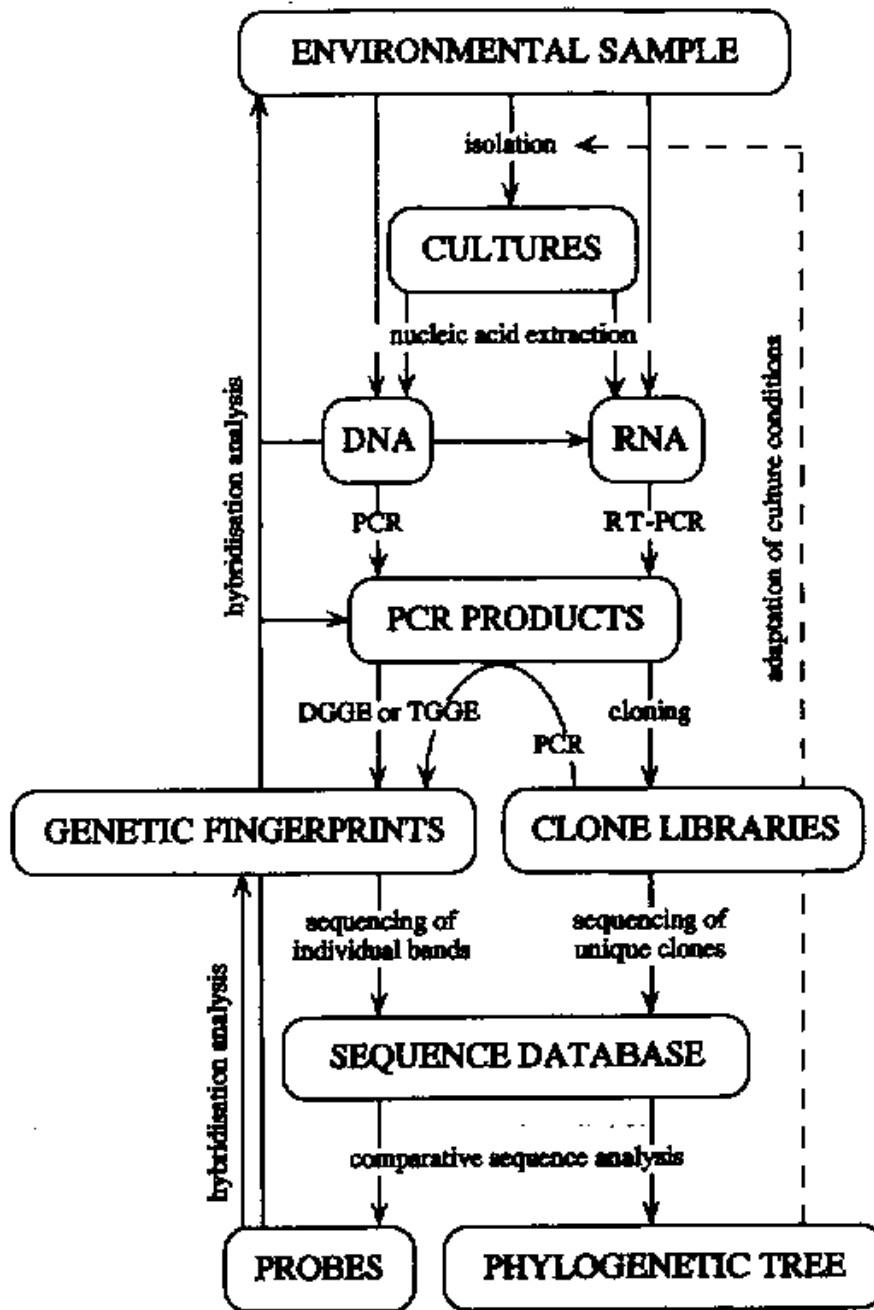 ENVIRONMENTAL SAMPLE
isolation
CULTURES
nucleic acid extraction
hybridisation analysis
adaptation of culture conditions
DNA
RNA
PCR
RT-PCR
PCR PRODUCTS
DGGE or TGGE
cloning
PCR
GENETIC FINGERPRINTS
CLONE LIBRARIES
sequencing of
individual bands
sequencing of
unique clones
hybridisation analysis
SEQUENCE DATABASE
comparative sequence analysis
PROBES
PHYLOGENETIC TREE